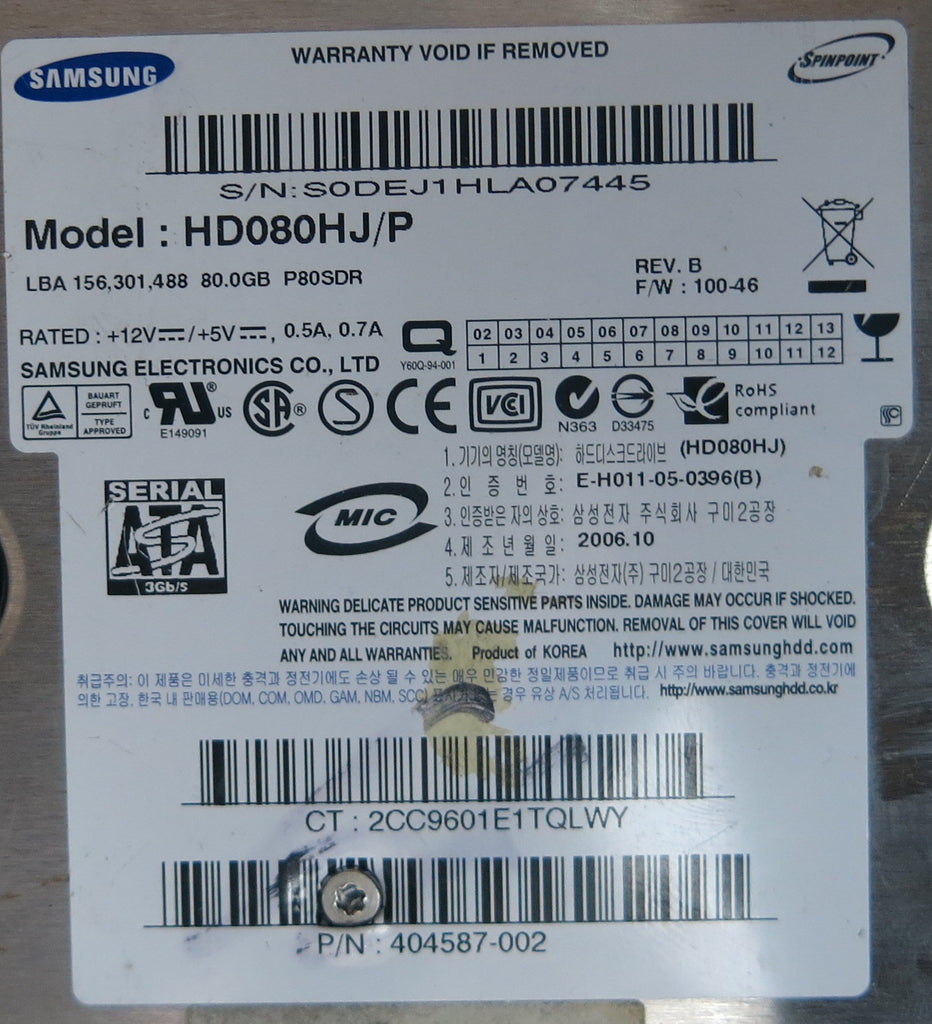 SAMSUNG
WARRANTY VOID IF REMOVED
SPINPOINT
S/N:S0DEJ1HLA07445
Model : HD080HJ/P
LBA 156,301,488 80.0GB P80SDR
REV. B
F/W : 100-46
RATED : +12V⎓/+5V⎓, 0.5A, 0.7A
SAMSUNG ELECTRONICS CO., LTD
Q
Y60Q-94-001
02 03 04 05 06 07 08 09 10 11 12 13
1 2 3 4 5 6 7 8 9 10 11 12
TÜV Rheinland
Gruppe
BAUART
GEPRÜFT
TYPE
APPROVED
C RU® US
E149091
SA®
S
CE
VCI
N363
D33475
RoHS
compliant
1. 기기의 명칭(모델명): 하드디스크드라이브 (HD080HJ)
2. 인 증 번 호: E-H011-05-0396(B)
3. 인증받은 자의 상호: 삼성전자 주식회사 구미2공장
4. 제 조 년 월 일: 2006.10
5. 제조자/제조국가: 삼성전자(주) 구미2공장 / 대한민국
SERIAL
ATA
3Gb/s
MIC
WARNING DELICATE PRODUCT SENSITIVE PARTS INSIDE. DAMAGE MAY OCCUR IF SHOCKED.
TOUCHING THE CIRCUITS MAY CAUSE MALFUNCTION. REMOVAL OF THIS COVER WILL VOID
ANY AND ALL WARRANTIES. Product of KOREA http://www.samsunghdd.com
취급주의: 이 제품은 미세한 충격과 정전기에도 손상 될 수 있는 매우 민감한 정밀제품이므로 취급 시 주의 바랍니다. 충격과 정전기에
의한 고장, 한국 내 판매용(DOM, COM, OMD, GAM, NBM, SCC) 표시가 없는 경우 유상 A/S 처리됩니다. http://www.samsunghdd.co.kr
CT : 2CC9601E1TQLWY
P/N : 404587-002